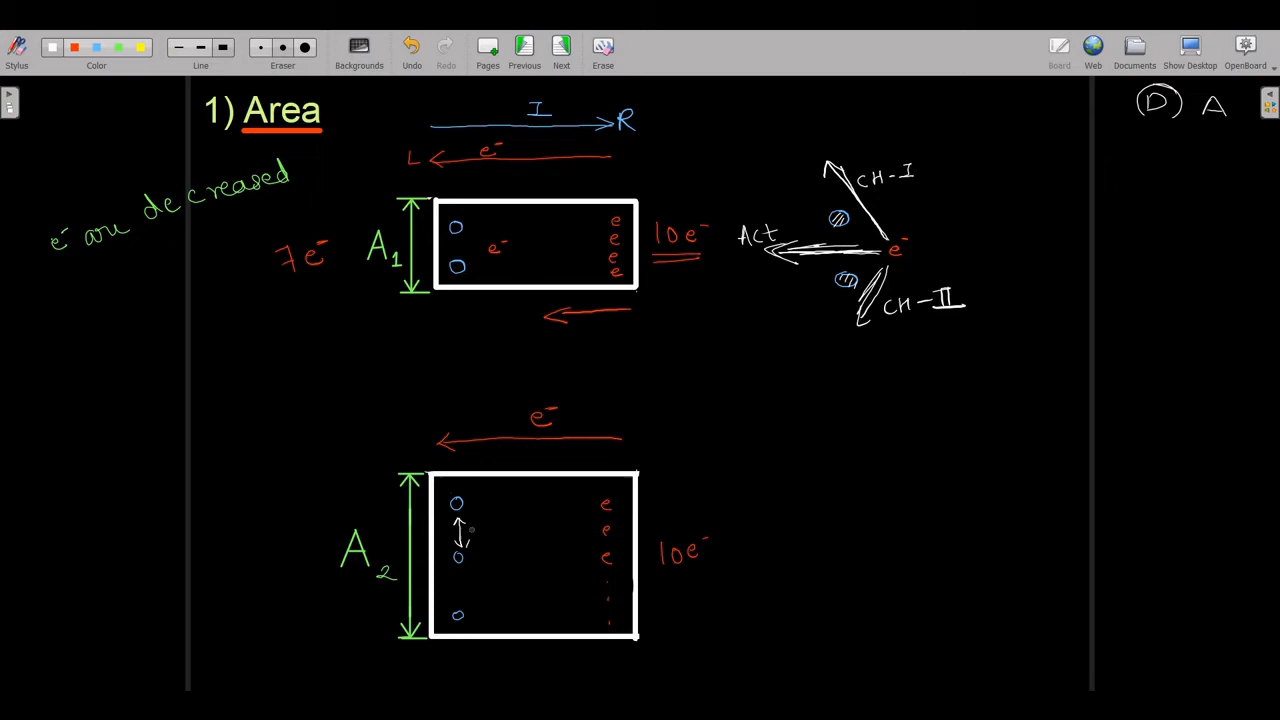 Stylus
Color
Line
Eraser
Backgrounds
Undo
Redo
Pages
Previous
Next
Erase
Board
Web
Documents
Show Desktop
OpenBoard
1) Area
I
R
L
e⁻
D A
e⁻ are decreased
7e⁻
A₁
e⁻
e
e
e
e
10e⁻
CH-I
Act
e⁻
CH-II
e⁻
A₂
e
e
e
10e⁻